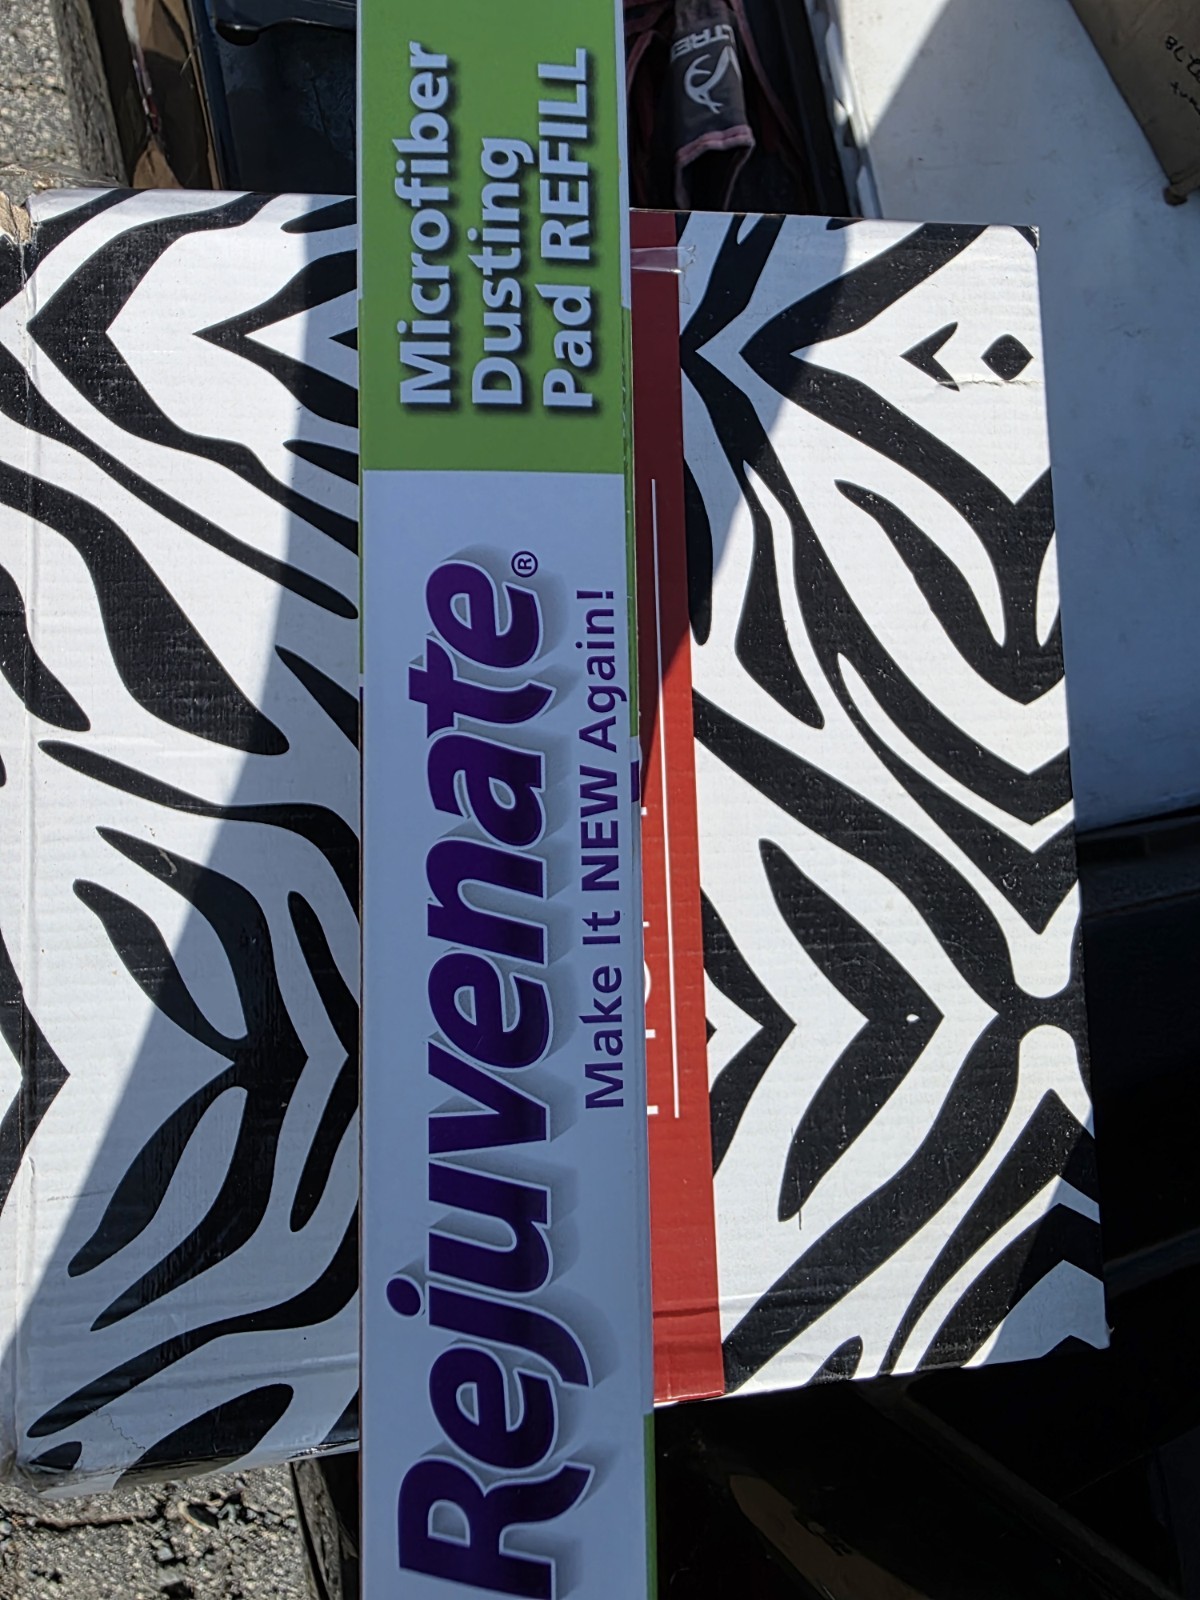 Rejuvenate®
Make It NEW Again!
Microfiber
Dusting
Pad REFILL